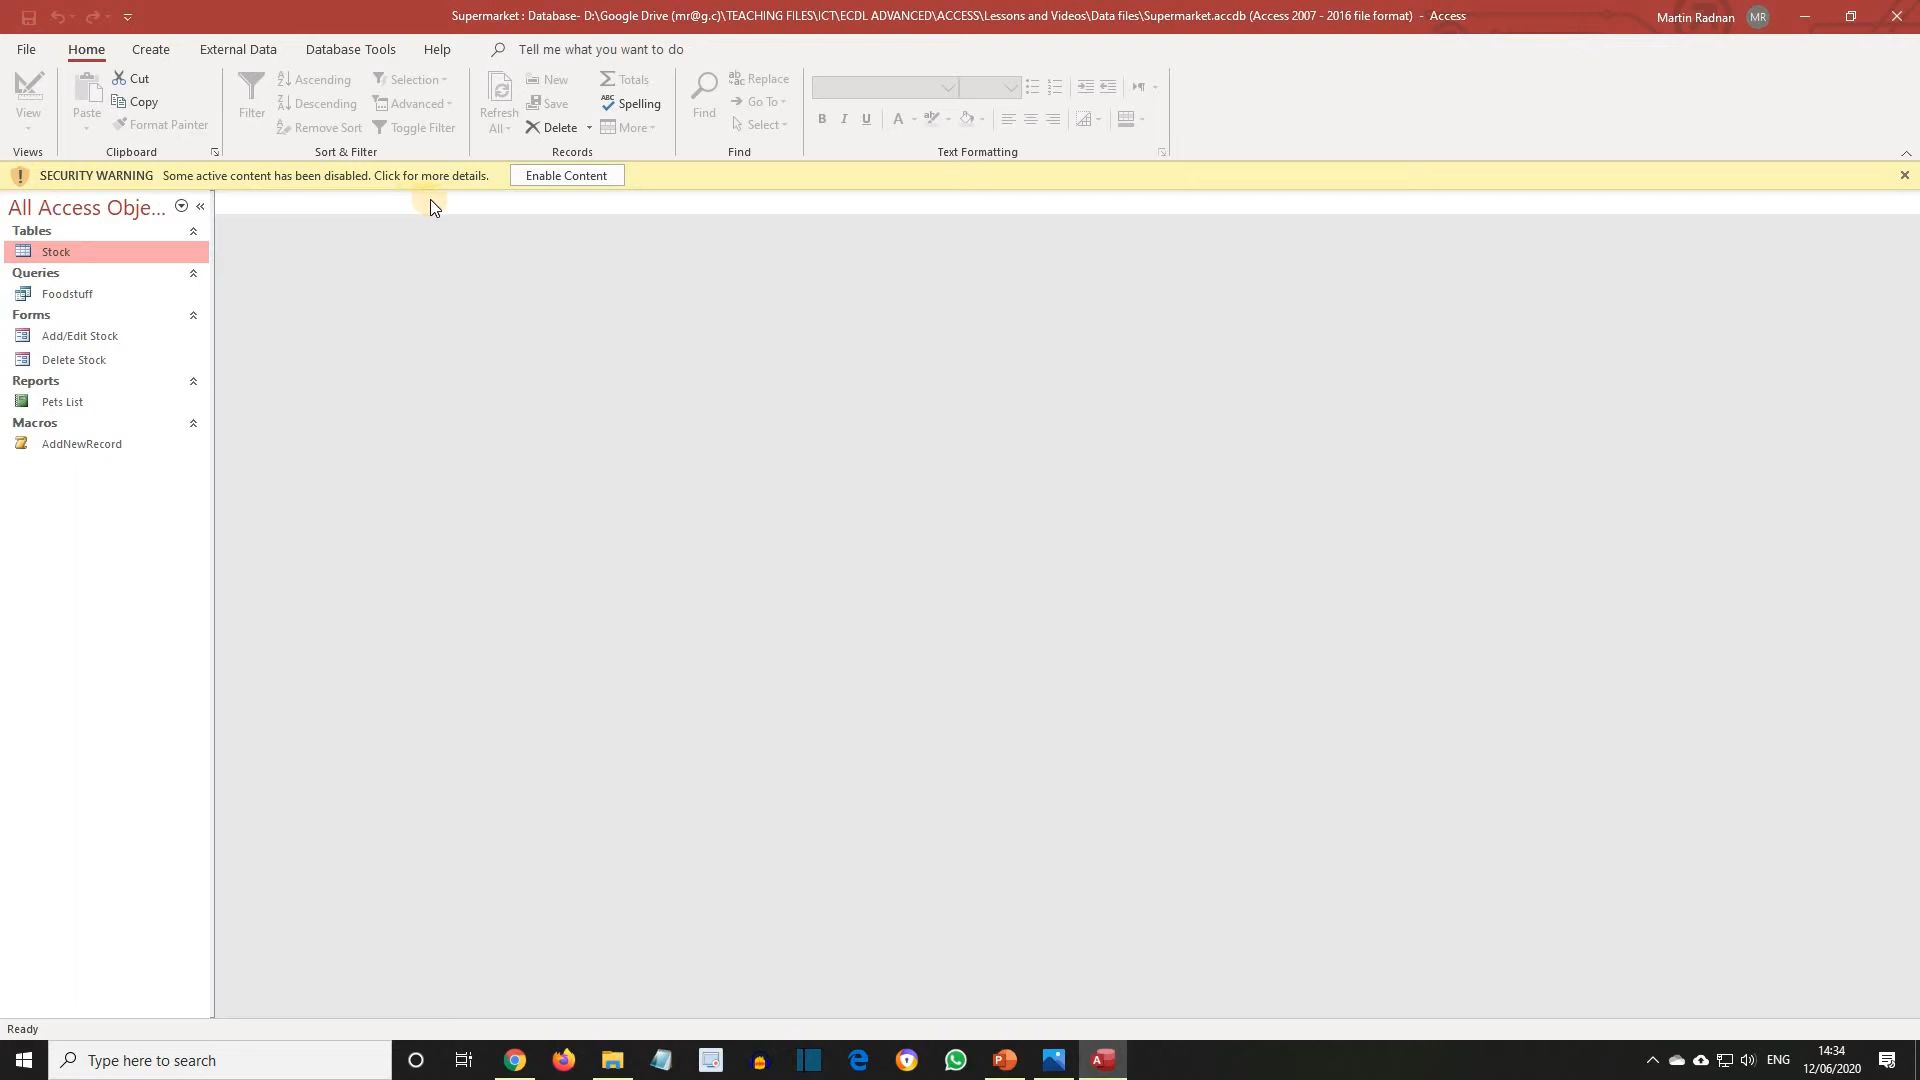 Supermarket : Database- D:\Google Drive (mr@g.c)\TEACHING FILES\ICT\ECDL ADVANCED\ACCESS\Lessons and Videos\Data files\Supermarket.accdb (Access 2007 - 2016 file format) - Access
Martin Radnan MR
File Home Create External Data Database Tools Help Tell me what you want to do
View
Views
Paste
Cut
Copy
Format Painter
Clipboard
Filter
Ascending
Descending
Remove Sort
Selection
Advanced
Toggle Filter
Sort & Filter
Refresh
All
New
Save
Delete
Totals
Spelling
More
Records
Find
Replace
Go To
Select
Find
B I U A
Text Formatting
SECURITY WARNING Some active content has been disabled. Click for more details. Enable Content
All Access Obje...
Tables
Stock
Queries
Foodstuff
Forms
Add/Edit Stock
Delete Stock
Reports
Pets List
Macros
AddNewRecord
Ready
Type here to search
ENG
14:34
12/06/2020